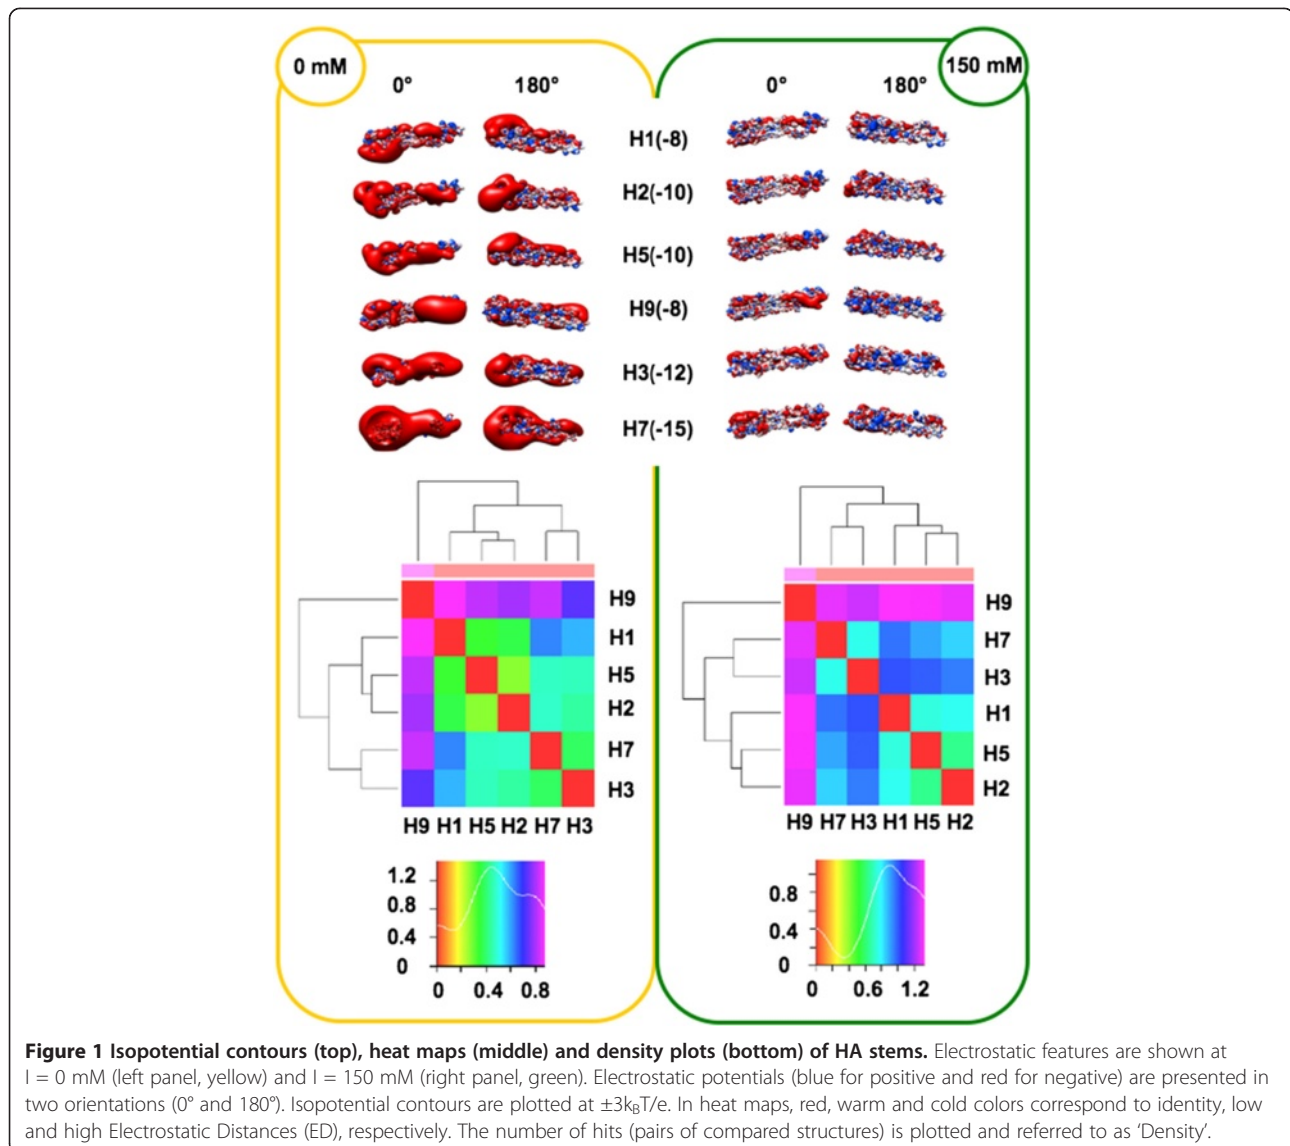 0 mM
150 mM
0°
180°
0°
180°
H1(-8)
H2(-10)
H5(-10)
H9(-8)
H3(-12)
H7(-15)
H9
H1
H5
H2
H7
H3
H9 H1 H5 H2 H7 H3
1.2
0.8
0.4
0
0 0.4 0.8
H9
H7
H3
H1
H5
H2
H9 H7 H3 H1 H5 H2
0.8
0.4
0
0 0.6 1.2
Figure 1 Isopotential contours (top), heat maps (middle) and density plots (bottom) of HA stems. Electrostatic features are shown at
I = 0 mM (left panel, yellow) and I = 150 mM (right panel, green). Electrostatic potentials (blue for positive and red for negative) are presented in
two orientations (0° and 180°). Isopotential contours are plotted at ±3kBT/e. In heat maps, red, warm and cold colors correspond to identity, low
and high Electrostatic Distances (ED), respectively. The number of hits (pairs of compared structures) is plotted and referred to as ‘Density’.